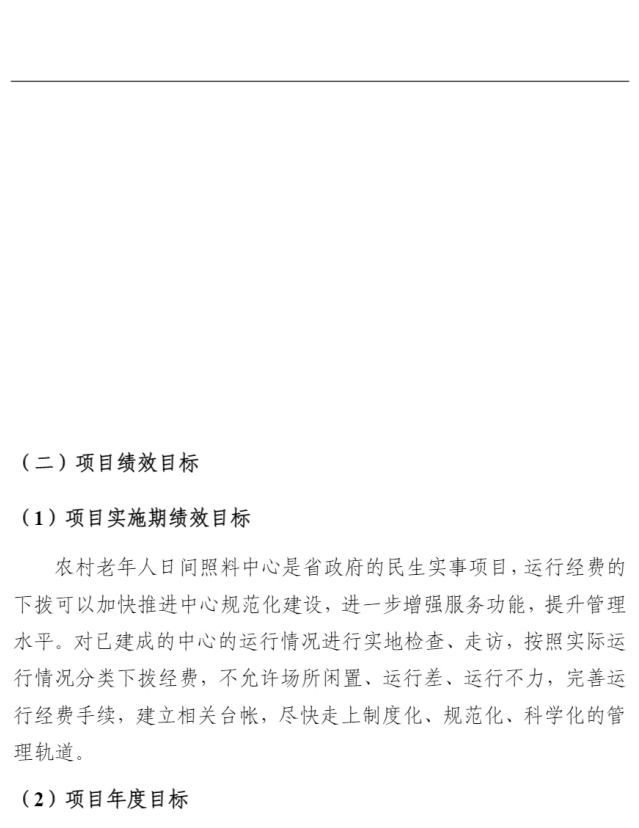 （二）项目绩效目标
（1）项目实施期绩效目标
农村老年人日间照料中心是省政府的民生实事项目，运行经费的
下拨可以加快推进中心规范化建设，进一步增强服务功能，提升管理
水平。对已建成的中心的运行情况进行实地检查、走访，按照实际运
行情况分类下拨经费，不允许场所闲置、运行差、运行不力，完善运
行经费手续，建立相关台帐，尽快走上制度化、规范化、科学化的管
理轨道。
（2）项目年度目标